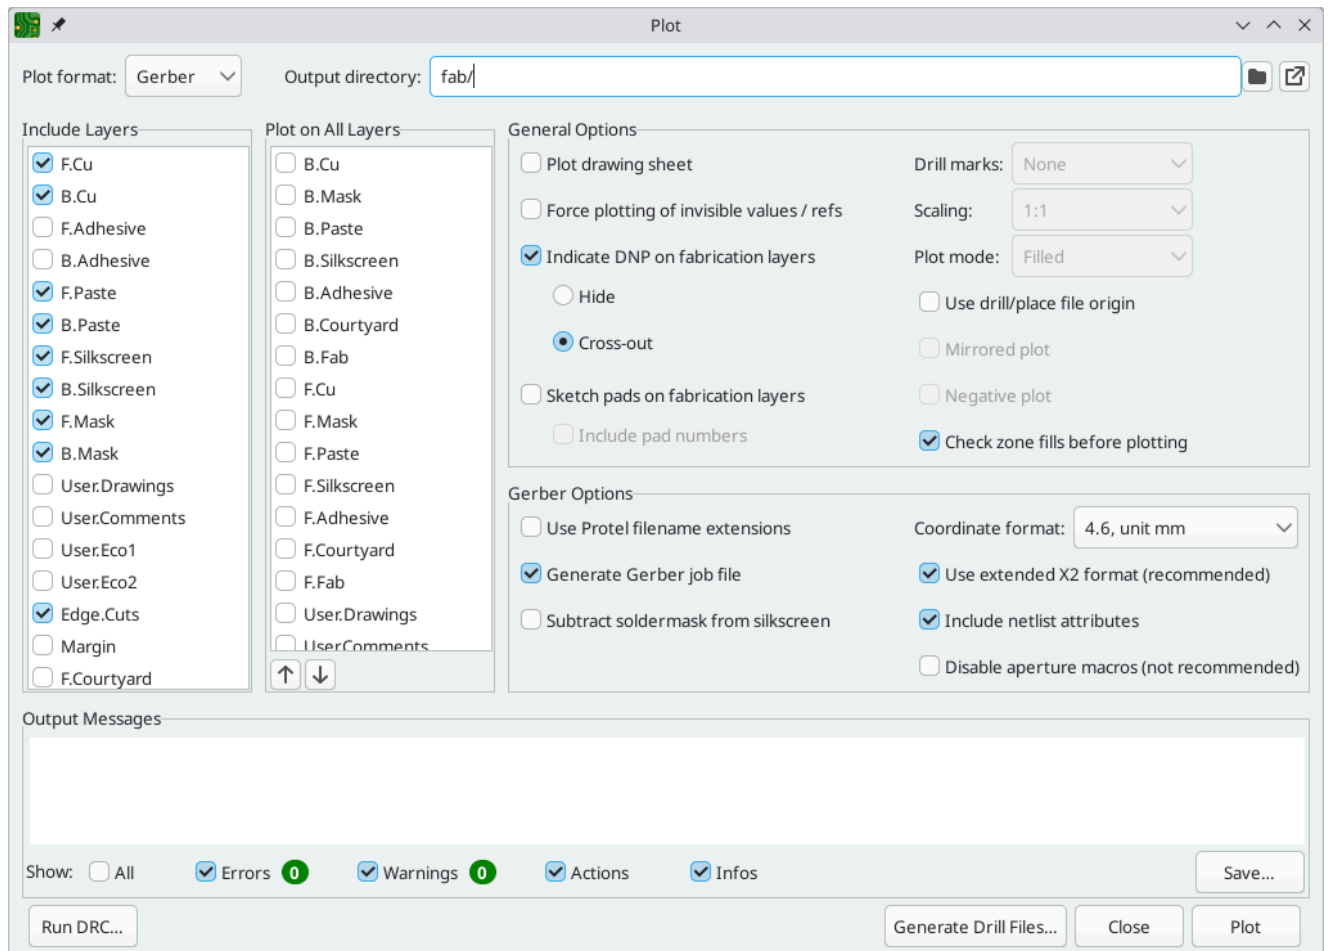 Plot
Plot format: Gerber
Output directory: fab/
Include Layers
F.Cu
B.Cu
F.Adhesive
B.Adhesive
F.Paste
B.Paste
F.Silkscreen
B.Silkscreen
F.Mask
B.Mask
User.Drawings
User.Comments
User.Eco1
User.Eco2
Edge.Cuts
Margin
F.Courtyard
Plot on All Layers
B.Cu
B.Mask
B.Paste
B.Silkscreen
B.Adhesive
B.Courtyard
B.Fab
F.Cu
F.Mask
F.Paste
F.Silkscreen
F.Adhesive
F.Courtyard
F.Fab
User.Drawings
User.Comments
General Options
Plot drawing sheet
Force plotting of invisible values / refs
Indicate DNP on fabrication layers
Hide
Cross-out
Sketch pads on fabrication layers
Include pad numbers
Drill marks: None
Scaling: 1:1
Plot mode: Filled
Use drill/place file origin
Mirrored plot
Negative plot
Check zone fills before plotting
Gerber Options
Use Protel filename extensions
Generate Gerber job file
Subtract soldermask from silkscreen
Coordinate format: 4.6, unit mm
Use extended X2 format (recommended)
Include netlist attributes
Disable aperture macros (not recommended)
Output Messages
Show: All Errors 0 Warnings 0 Actions Infos Save...
Run DRC... Generate Drill Files... Close Plot